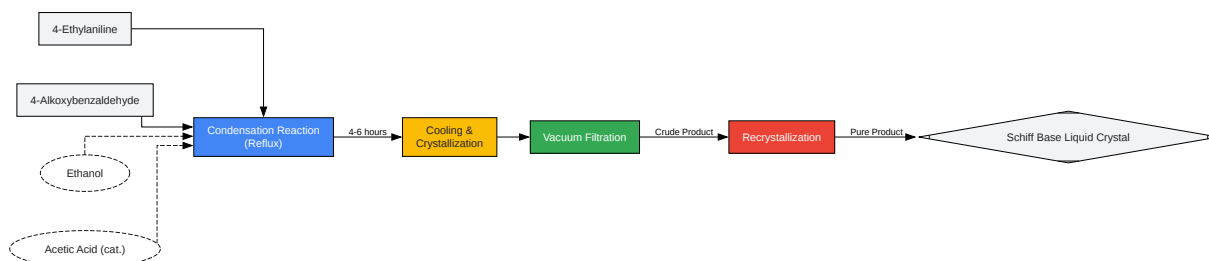 4-Ethylaniline
4-Alkoxybenzaldehyde
Ethanol
Acetic Acid (cat.)
Condensation Reaction
(Reflux)
4-6 hours
Cooling &
Crystallization
Vacuum Filtration
Crude Product
Recrystallization
Pure Product
Schiff Base Liquid Crystal